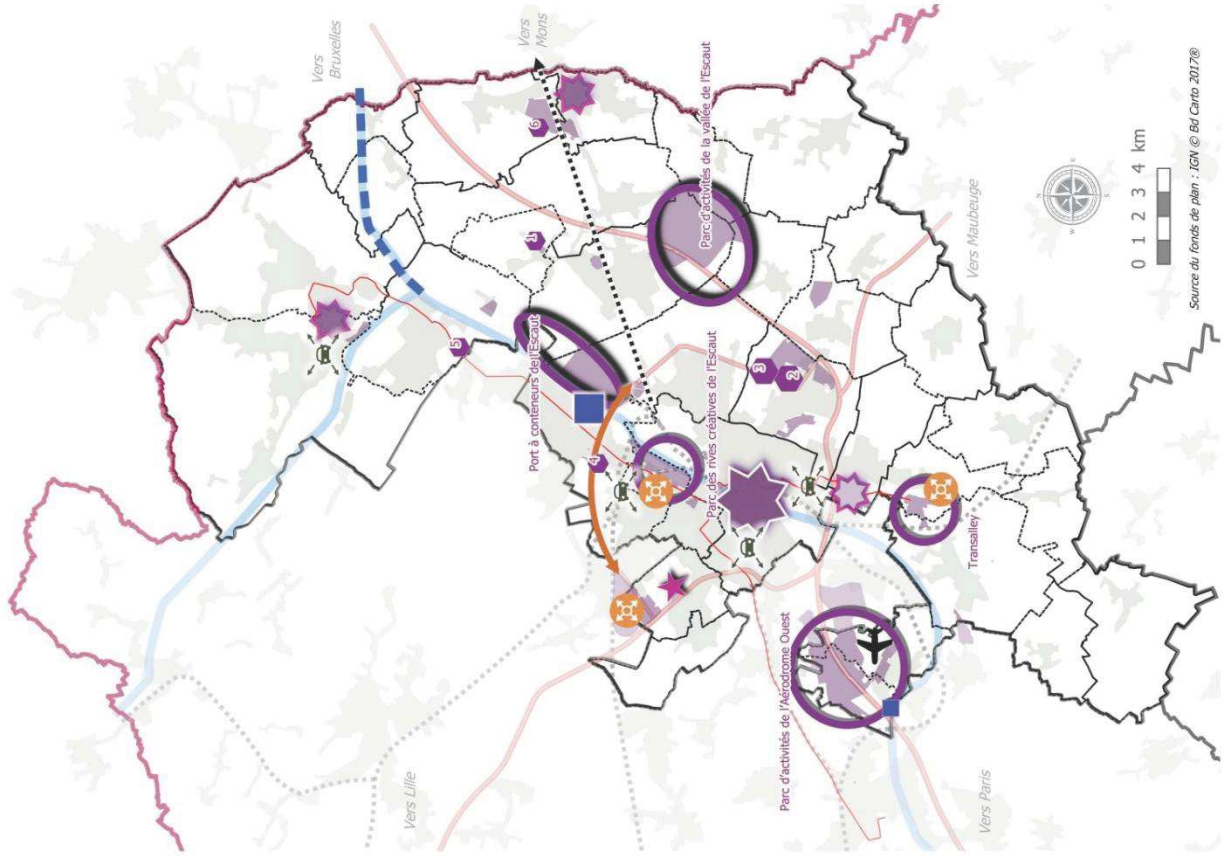 Vers
Bruxelles
Vers
Mons
Vers Lille
Vers Paris
Vers Maubeuge
Port à conteneurs de l'Escaut
Parc des rives créatives de l'Escaut
Parc d'activités de la vallée de l'Escaut
Parc d'activités de l'Aérodrome Ouest
Transalley
1
2
3
4
5
6
N
E
S
W
0 1 2 3 4 km
Source du fonds de plan : IGN © Bd Carto 2017®